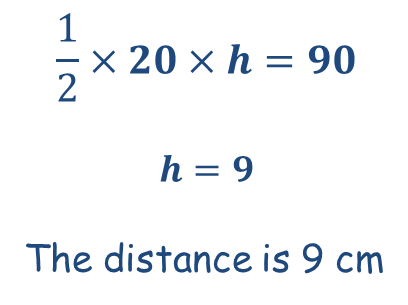 1/2 × 20 × h = 90
h = 9
The distance is 9 cm